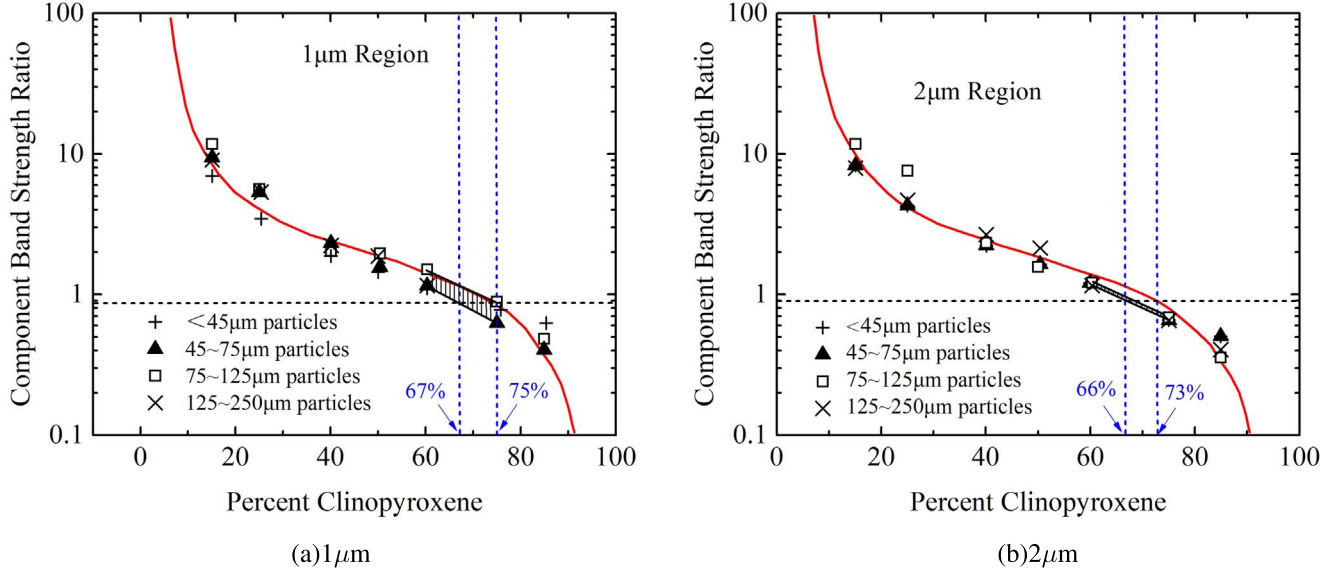 1μm Region
Component Band Strength Ratio
100
10
1
0.1
<45μm particles
45~75μm particles
75~125μm particles
125~250μm particles
67%
75%
0
20
40
60
80
100
Percent Clinopyroxene
(a)1μm
2μm Region
Component Band Strength Ratio
100
10
1
0.1
<45μm particles
45~75μm particles
75~125μm particles
125~250μm particles
66%
73%
0
20
40
60
80
100
Percent Clinopyroxene
(b)2μm